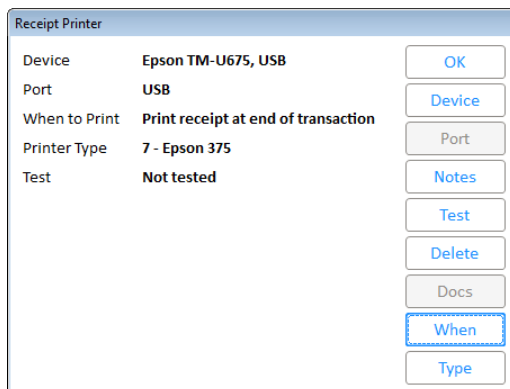 Receipt Printer
Device Epson TM-U675, USB
Port USB
When to Print Print receipt at end of transaction
Printer Type 7 - Epson 375
Test Not tested
OK
Device
Port
Notes
Test
Delete
Docs
When
Type